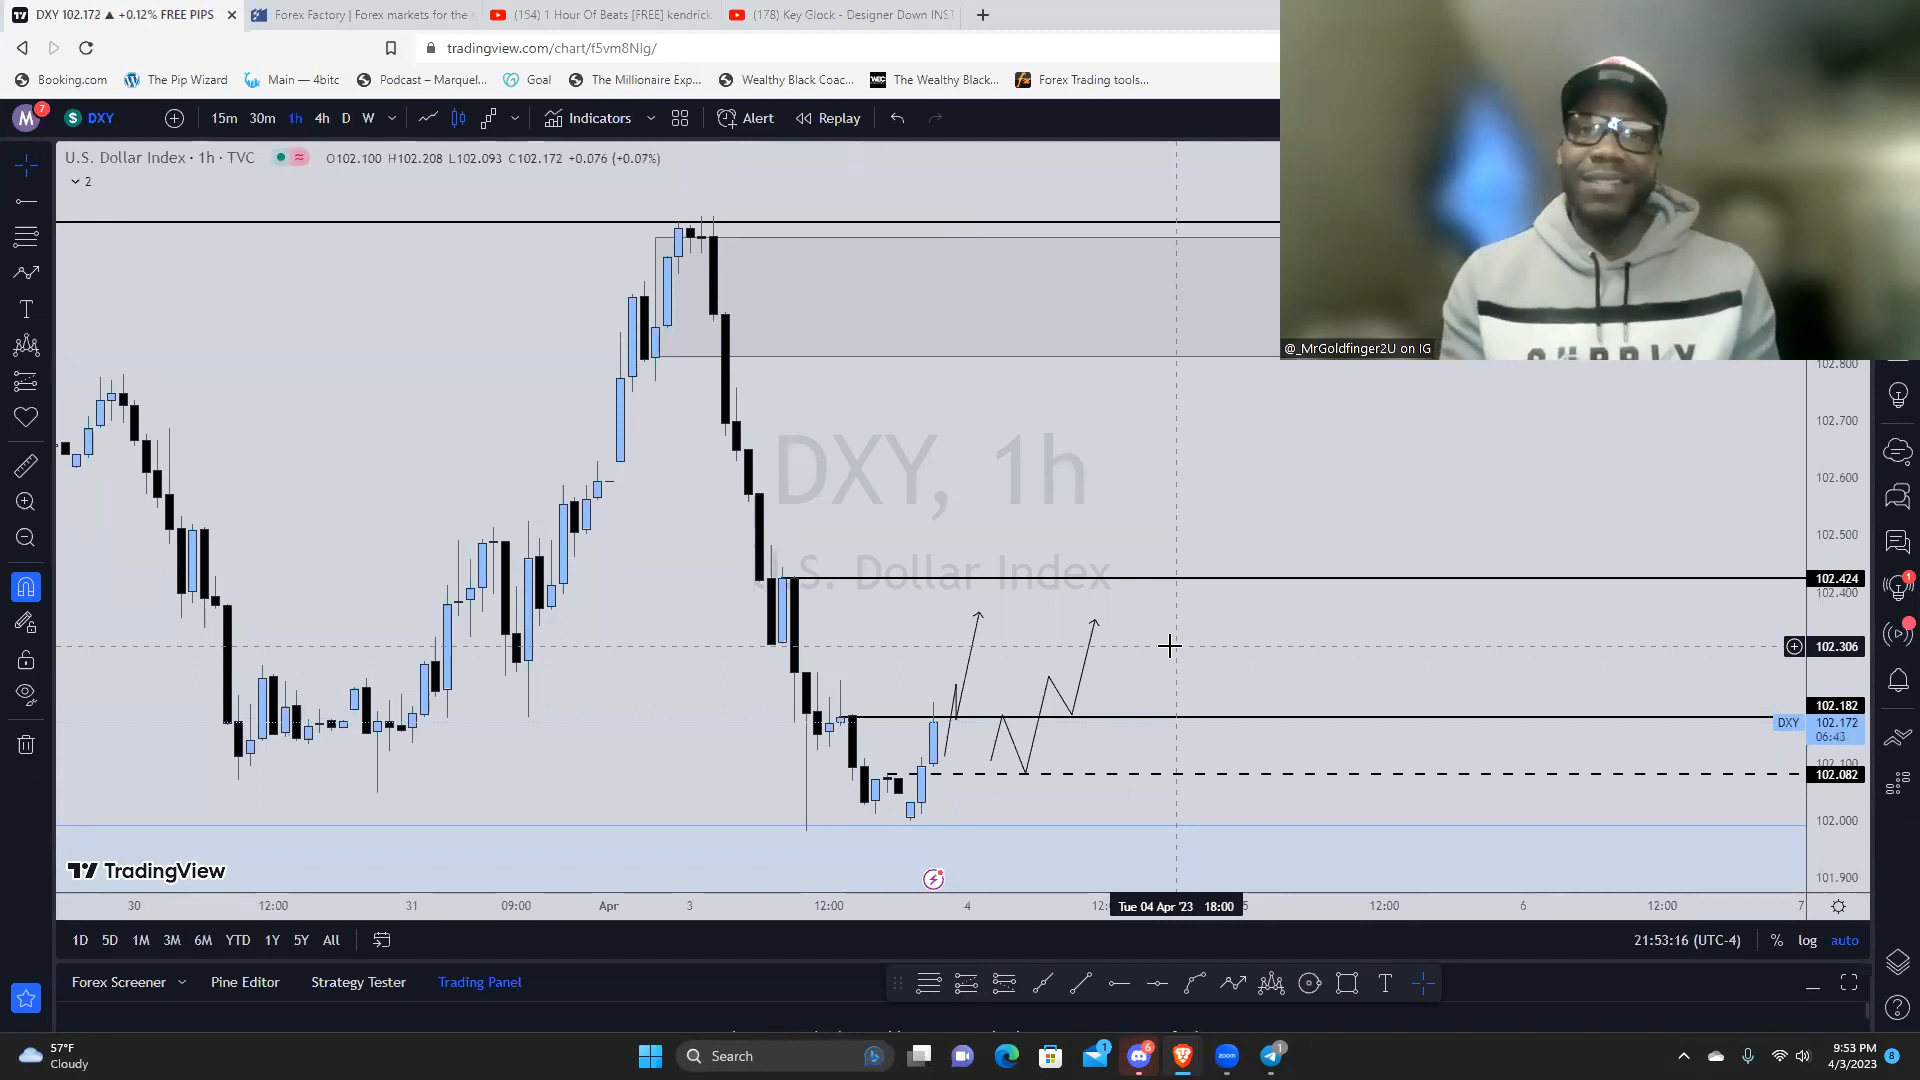 DXY 102.172 ▲ +0.12% FREE PIPS
Forex Factory | Forex markets for the s
(154) 1 Hour Of Beats [FREE] kendrick
(178) Key Glock - Designer Down INST
tradingview.com/chart/f5vm8NIg/
Booking.com
The Pip Wizard
Main — 4bitc
Podcast – Marquel...
Goal
The Millionaire Exp...
Wealthy Black Coac...
The Wealthy Black...
Forex Trading tools...
M 7
DXY
15m 30m 1h 4h D W
Indicators
Alert
Replay
U.S. Dollar Index · 1h · TVC
O102.100 H102.208 L102.093 C102.172 +0.076 (+0.07%)
2
@_MrGoldfinger2U on IG
DXY, 1h
U.S. Dollar Index
102.800
102.700
102.600
102.500
102.424
102.400
102.306
102.182
DXY 102.172
06:43
102.100
102.082
102.000
101.900
TradingView
30 12:00 31 09:00 Apr 3 12:00 4 Tue 04 Apr '23 18:00 5 12:00 6 12:00 7
1D 5D 1M 3M 6M YTD 1Y 5Y All
21:53:16 (UTC-4) % log auto
Forex Screener
Pine Editor
Strategy Tester
Trading Panel
57°F
Cloudy
Search
9:53 PM
4/3/2023